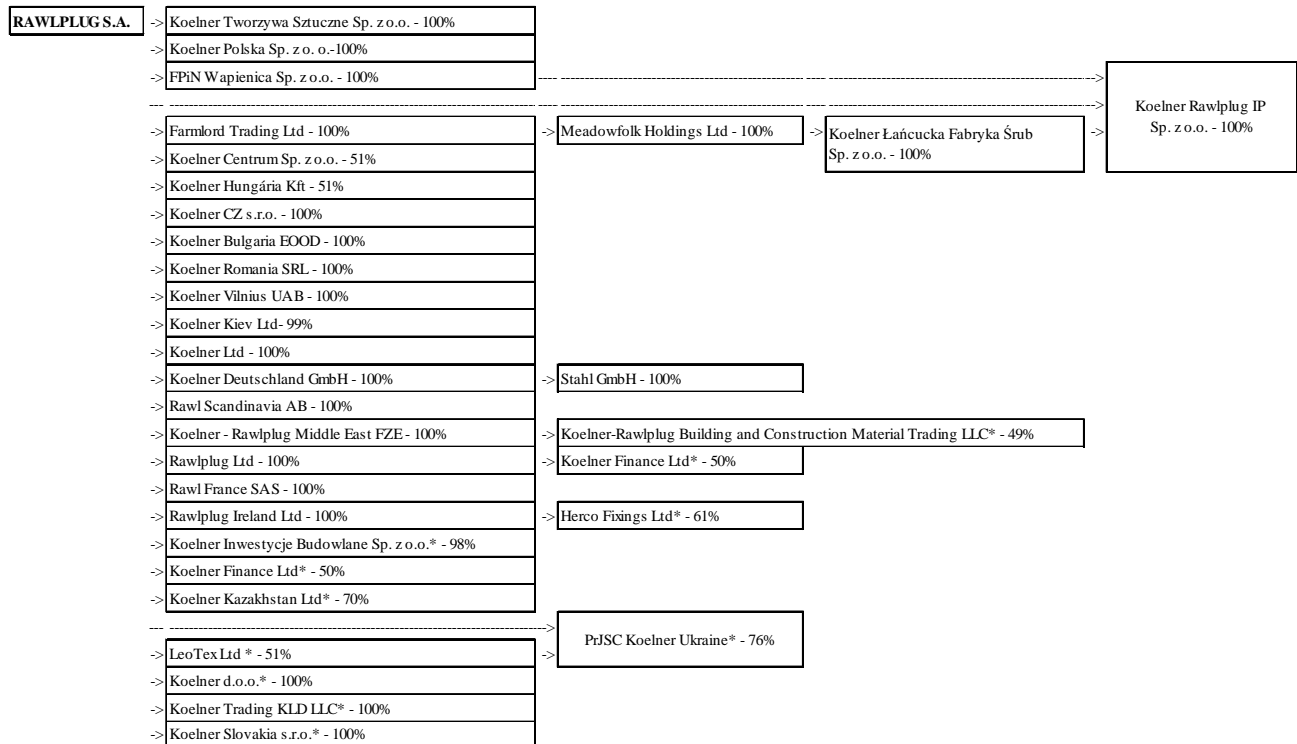 RAWLPLUG S.A. -> Koelner Tworzywa Sztuczne Sp. z o.o. - 100%
-> Koelner Polska Sp. z o. o.-100%
-> FPiN Wapienica Sp. z o.o. - 100%
Koelner Rawlplug IP
Sp. z o.o. - 100%
-> Farmlord Trading Ltd - 100% -> Meadowfolk Holdings Ltd - 100% -> Koelner Łańcucka Fabryka Śrub ->
Sp. z o.o. - 100%
-> Koelner Centrum Sp. z o.o. - 51%
-> Koelner Hungária Kft - 51%
-> Koelner CZ s.r.o. - 100%
-> Koelner Bulgaria EOOD - 100%
-> Koelner Romania SRL - 100%
-> Koelner Vilnius UAB - 100%
-> Koelner Kiev Ltd- 99%
-> Koelner Ltd - 100%
-> Koelner Deutschland GmbH - 100% -> Stahl GmbH - 100%
-> Rawl Scandinavia AB - 100%
-> Koelner - Rawlplug Middle East FZE - 100% -> Koelner-Rawlplug Building and Construction Material Trading LLC* - 49%
-> Rawlplug Ltd - 100% -> Koelner Finance Ltd* - 50%
-> Rawl France SAS - 100%
-> Rawlplug Ireland Ltd - 100% -> Herco Fixings Ltd* - 61%
-> Koelner Inwestycje Budowlane Sp. z o.o.* - 98%
-> Koelner Finance Ltd* - 50%
-> Koelner Kazakhstan Ltd* - 70%
PrJSC Koelner Ukraine* - 76%
-> LeoTex Ltd * - 51% ->
-> Koelner d.o.o.* - 100%
-> Koelner Trading KLD LLC* - 100%
-> Koelner Slovakia s.r.o.* - 100%